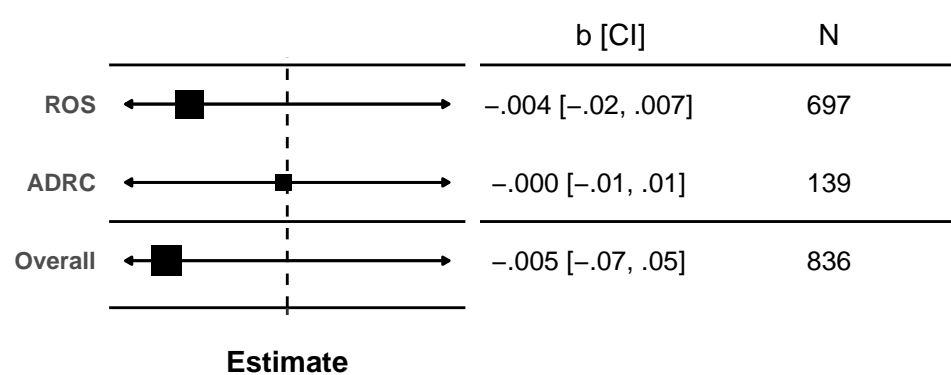 b [CI] N
ROS −.004 [−.02, .007] 697
ADRC −.000 [−.01, .01] 139
Overall −.005 [−.07, .05] 836
Estimate